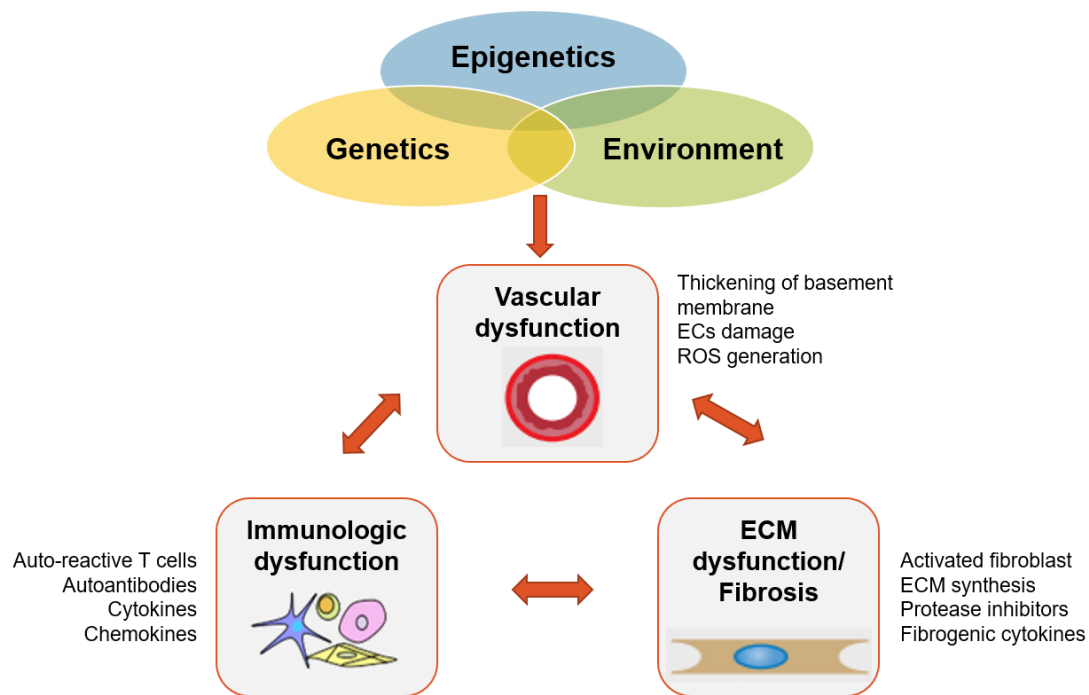 Epigenetics
Genetics
Environment
Vascular
dysfunction
Thickening of basement
membrane
ECs damage
ROS generation
Immunologic
dysfunction
Auto-reactive T cells
Autoantibodies
Cytokines
Chemokines
ECM
dysfunction/
Fibrosis
Activated fibroblast
ECM synthesis
Protease inhibitors
Fibrogenic cytokines